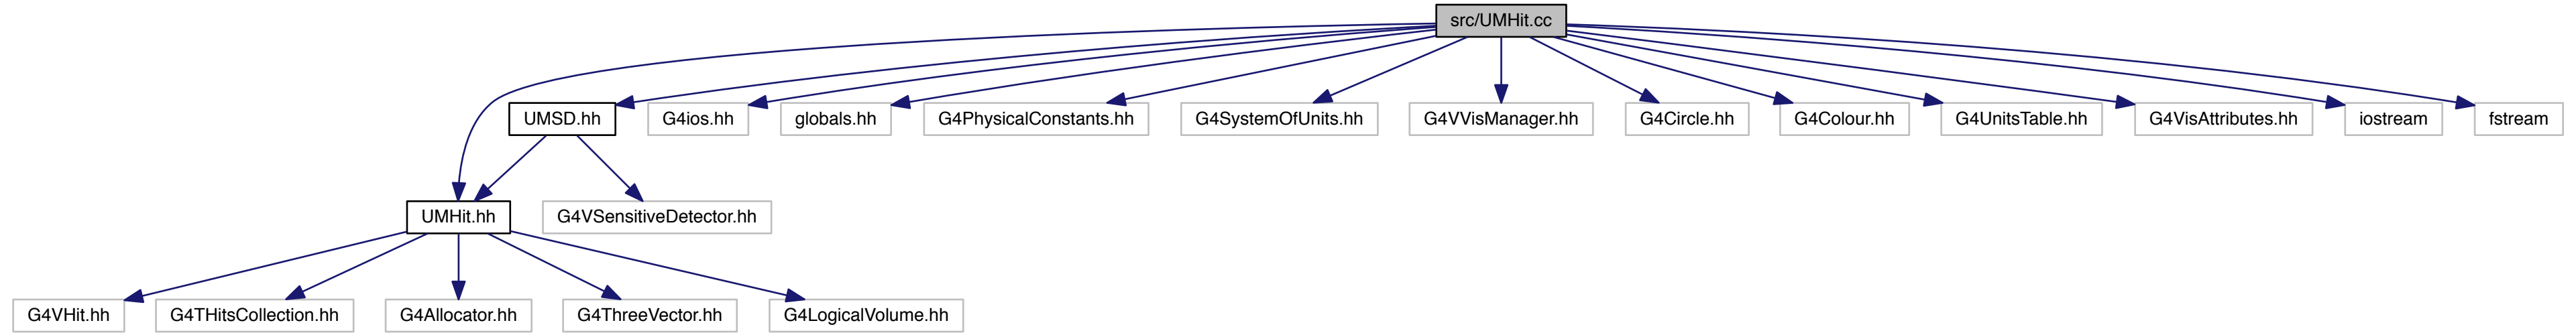 src/UMHit.cc
UMSD.hh
G4ios.hh
globals.hh
G4PhysicalConstants.hh
G4SystemOfUnits.hh
G4VVisManager.hh
G4Circle.hh
G4Colour.hh
G4UnitsTable.hh
G4VisAttributes.hh
iostream
fstream
UMHit.hh
G4VSensitiveDetector.hh
G4VHit.hh
G4THitsCollection.hh
G4Allocator.hh
G4ThreeVector.hh
G4LogicalVolume.hh